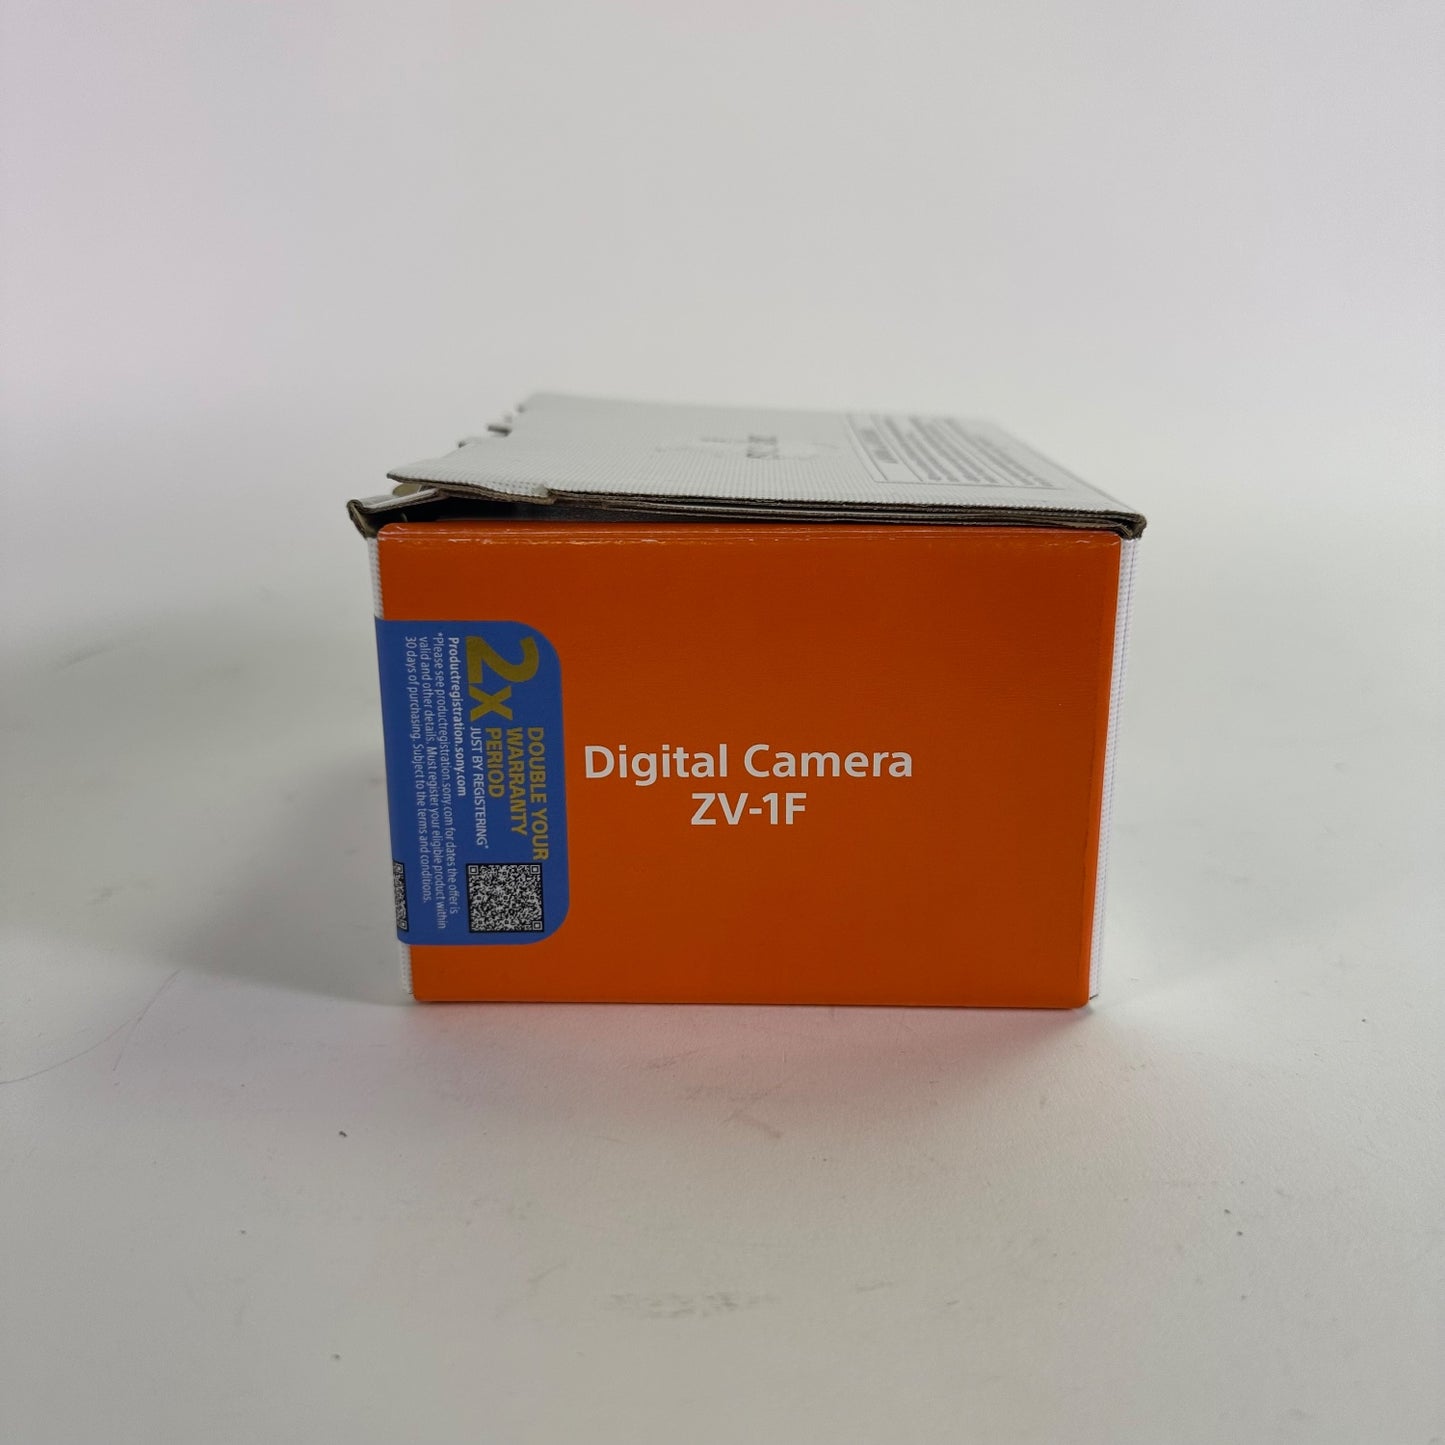 Digital Camera
ZV-1F
2x
DOUBLE YOUR
WARRANTY
PERIOD
JUST BY REGISTERING*
Productregistration.sony.com
*Please see productregistration.sony.com for dates the offer is
valid and other details. Must register your eligible product within
30 days of purchasing. Subject to the terms and conditions.